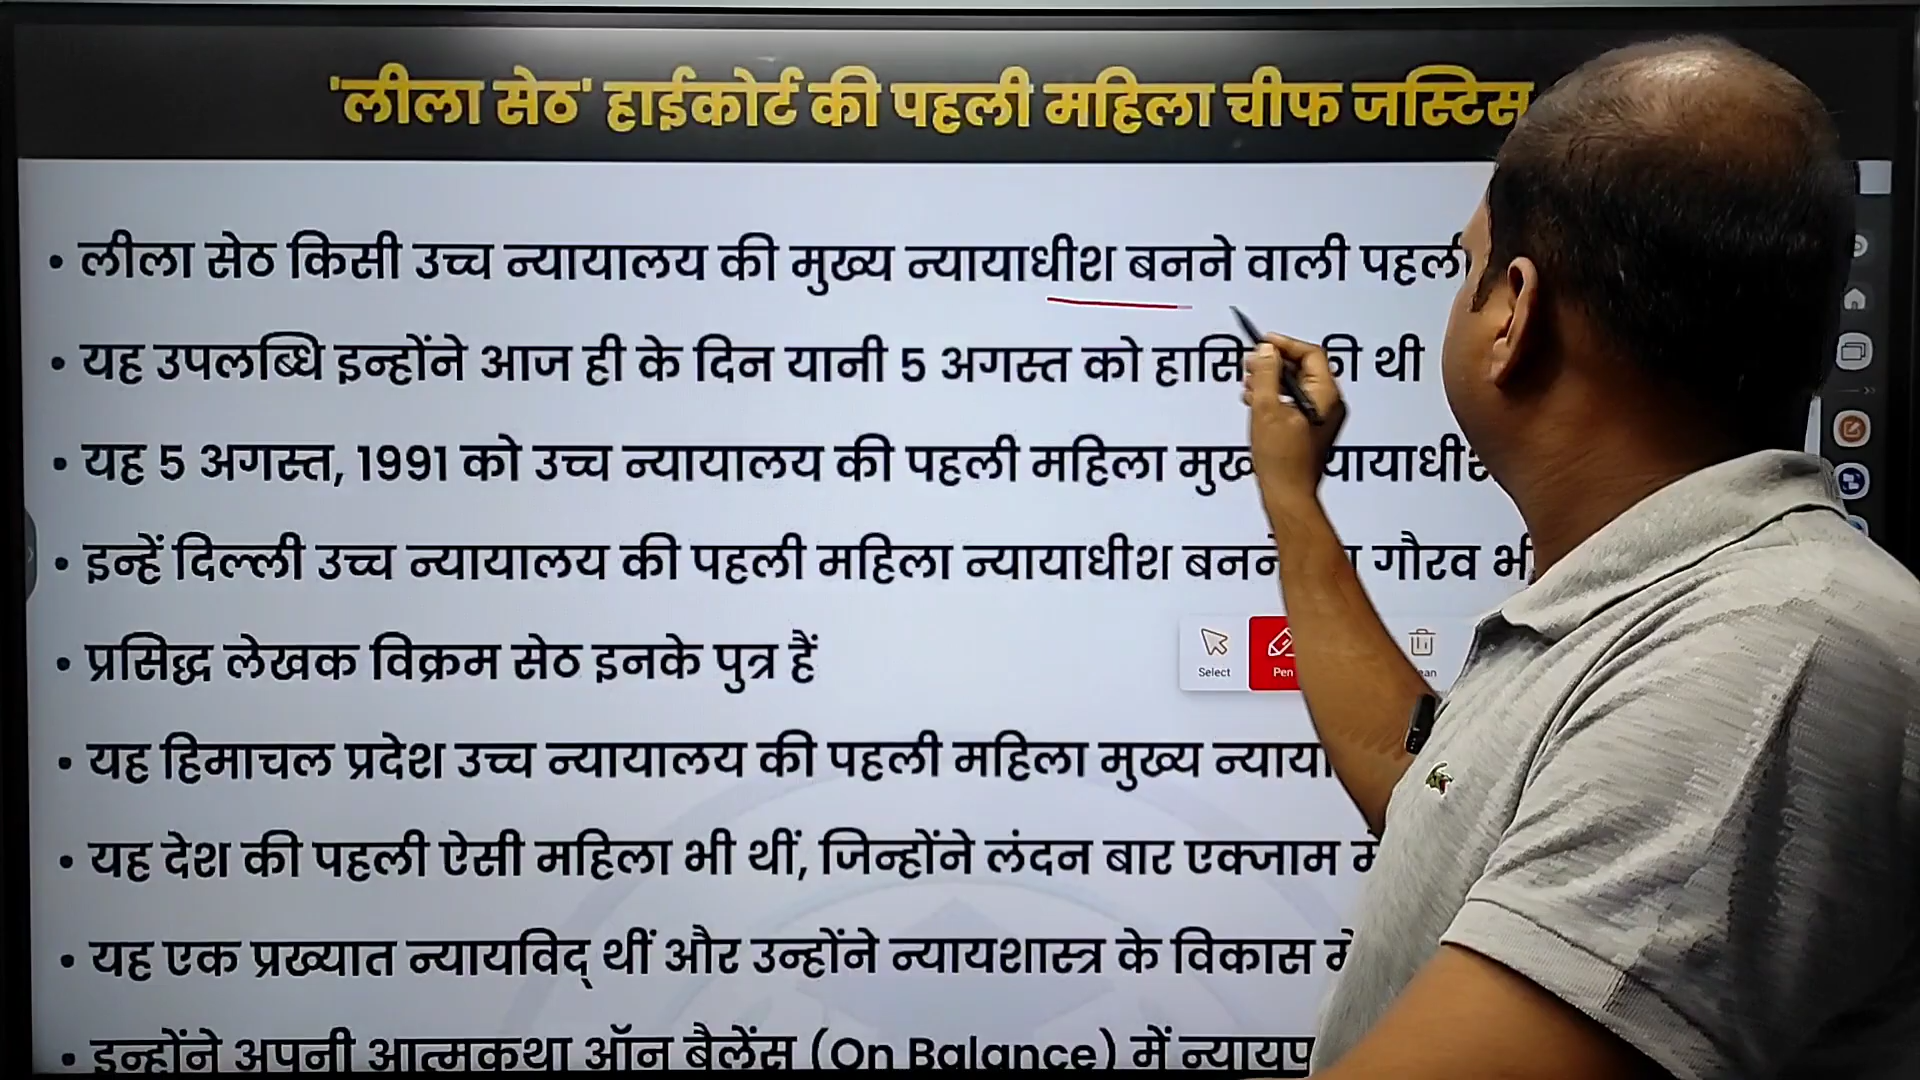 'लीला सेठ' हाईकोर्ट की पहली महिला चीफ जस्टिस
• लीला सेठ किसी उच्च न्यायालय की मुख्य न्यायाधीश बनने वाली पहली
• यह उपलब्धि इन्होंने आज ही के दिन यानी 5 अगस्त को की थी
• यह 5 अगस्त, 1991 को उच्च न्यायालय की पहली महिला
• इन्हें दिल्ली उच्च न्यायालय की पहली महिला न्यायाधीश बनने गौरव
Select
Pen
• प्रसिद्ध लेखक विक्रम सेठ इनके पुत्र हैं
• यह हिमाचल प्रदेश उच्च न्यायालय की पहली महिला मुख्य
• यह देश की पहली ऐसी महिला भी थीं, जिन्होंने लंदन बार एक्जाम
• यह एक प्रख्यात न्यायविद् थीं और उन्होंने न्यायशास्त्र के विकास
• इन्होंने अपनी आत्मकथा ऑन बैलेंस (On Balance) में